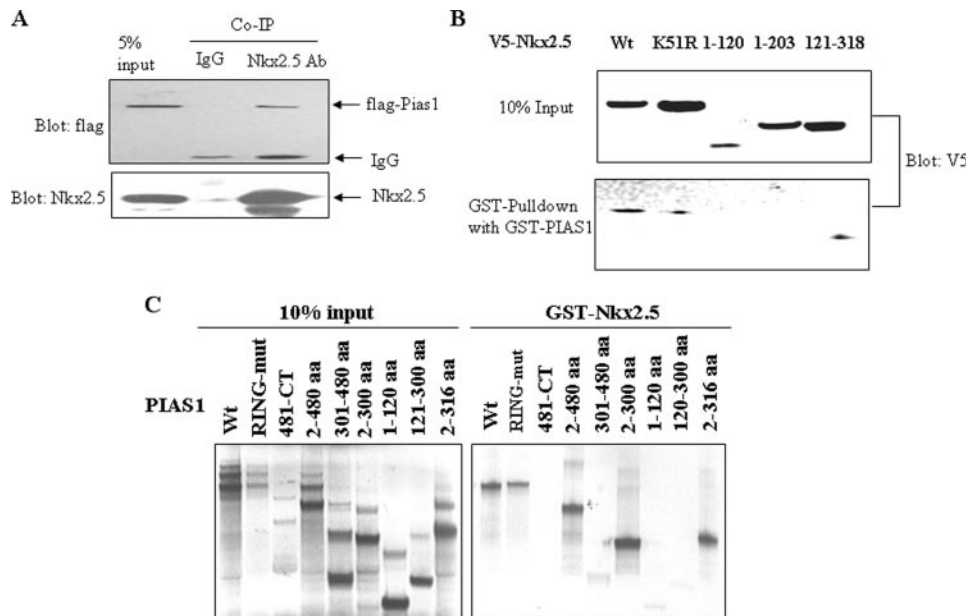 A
Co-IP
5% input
IgG
Nkx2.5 Ab
Blot: flag
flag-Pias1
IgG
Blot: Nkx2.5
Nkx2.5
B
V5-Nkx2.5
Wt K51R 1-120 1-203 121-318
10% Input
Blot: V5
GST-Pulldown
with GST-PIAS1
C
10% input
GST-Nkx2.5
PIAS1
Wt
RING-mut
481-CT
2-480 aa
301-480 aa
2-300 aa
1-120 aa
121-300 aa
2-316 aa
Wt
RING-mut
481-CT
2-480 aa
301-480 aa
2-300 aa
1-120 aa
120-300 aa
2-316 aa